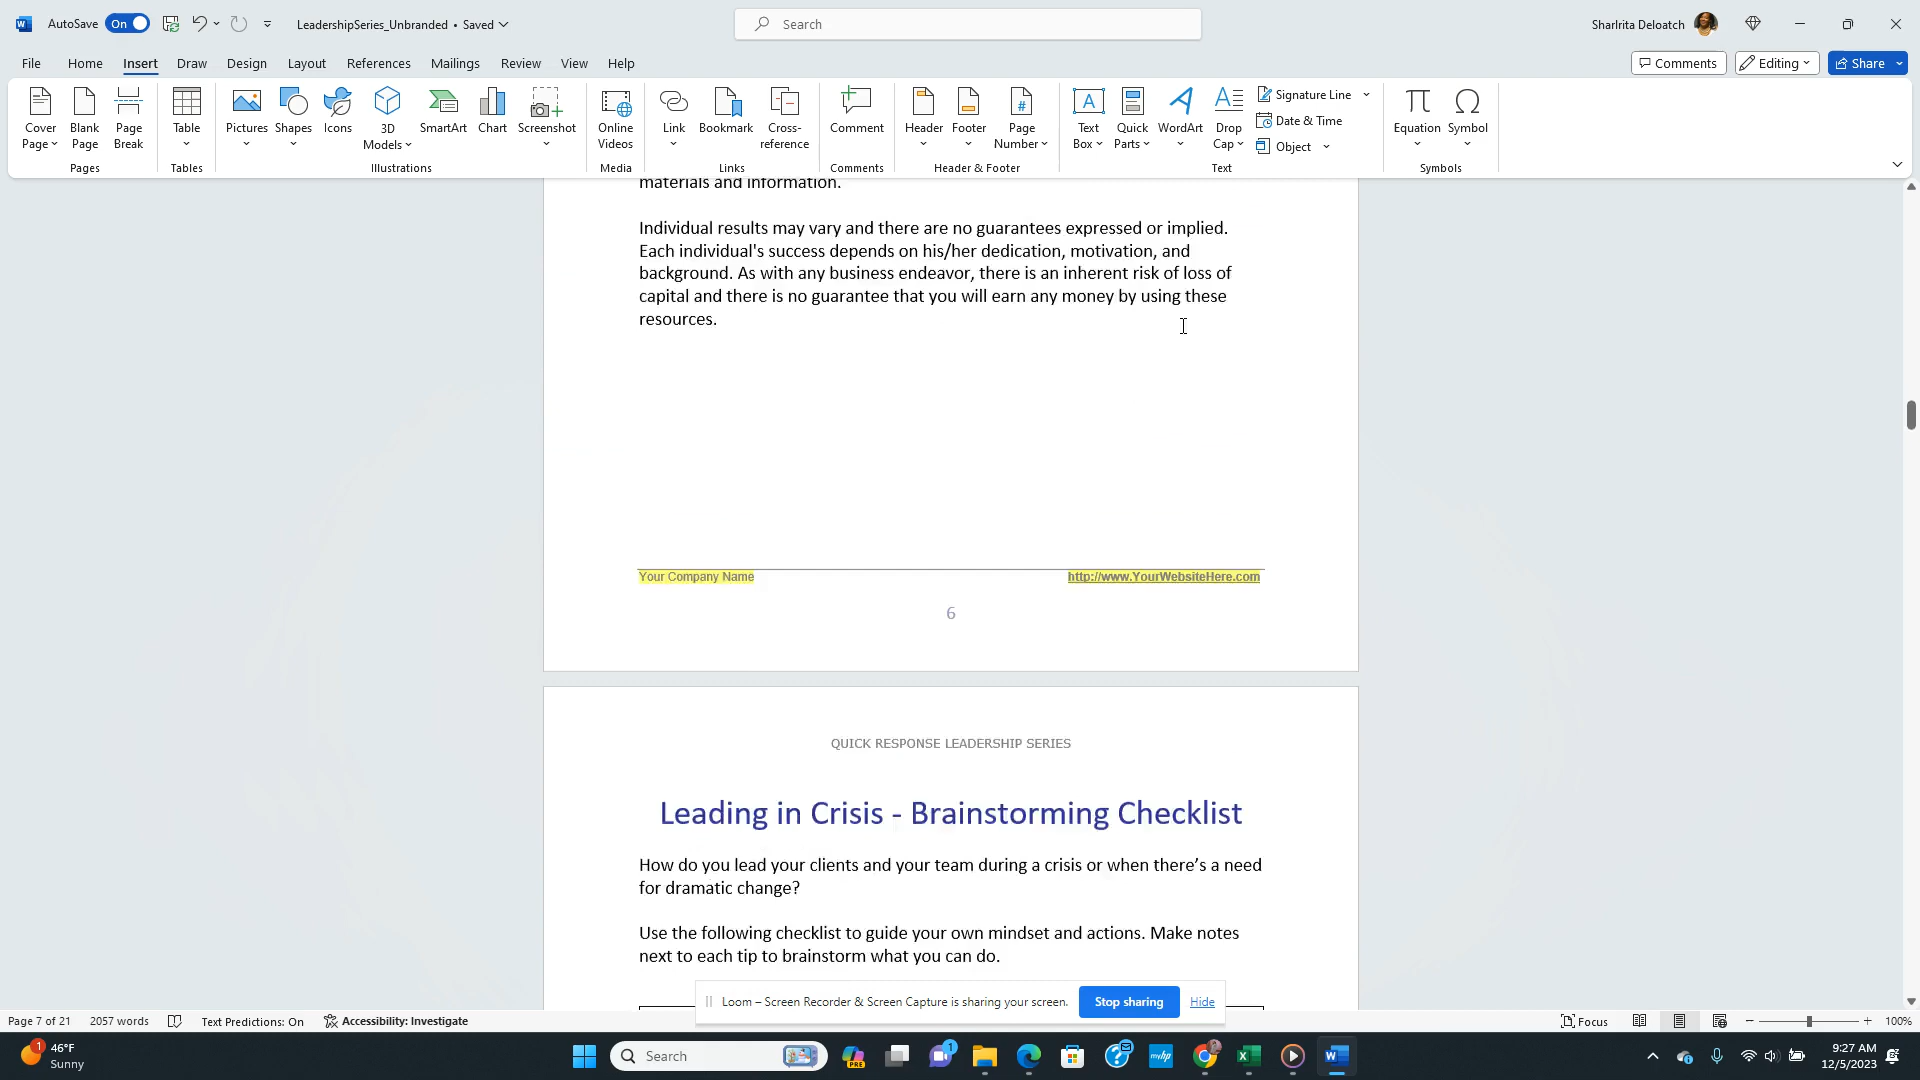 AutoSave On LeadershipSeries_Unbranded • Saved Search Sharlrita Deloatch
File Home Insert Draw Design Layout References Mailings Review View Help Comments Editing Share
Cover Page Blank Page Page Break Table Pictures Shapes Icons 3D Models SmartArt Chart Screenshot Online Videos Link Bookmark Cross-reference Comment Header Footer Page Number Text Box Quick Parts WordArt Drop Cap Signature Line Date & Time Object Equation Symbol
Pages Tables Illustrations Media Links Comments Header & Footer Text Symbols
materials and information.
Individual results may vary and there are no guarantees expressed or implied.
Each individual's success depends on his/her dedication, motivation, and
background. As with any business endeavor, there is an inherent risk of loss of
capital and there is no guarantee that you will earn any money by using these
resources.
Your Company Name http://www.YourWebsiteHere.com
6
QUICK RESPONSE LEADERSHIP SERIES
Leading in Crisis - Brainstorming Checklist
How do you lead your clients and your team during a crisis or when there’s a need
for dramatic change?
Use the following checklist to guide your own mindset and actions. Make notes
next to each tip to brainstorm what you can do.
Loom – Screen Recorder & Screen Capture is sharing your screen. Stop sharing Hide
Page 7 of 21 2057 words Text Predictions: On Accessibility: Investigate Focus 100%
1 46°F Sunny Search PRE 1 myhp 9:27 AM
12/5/2023